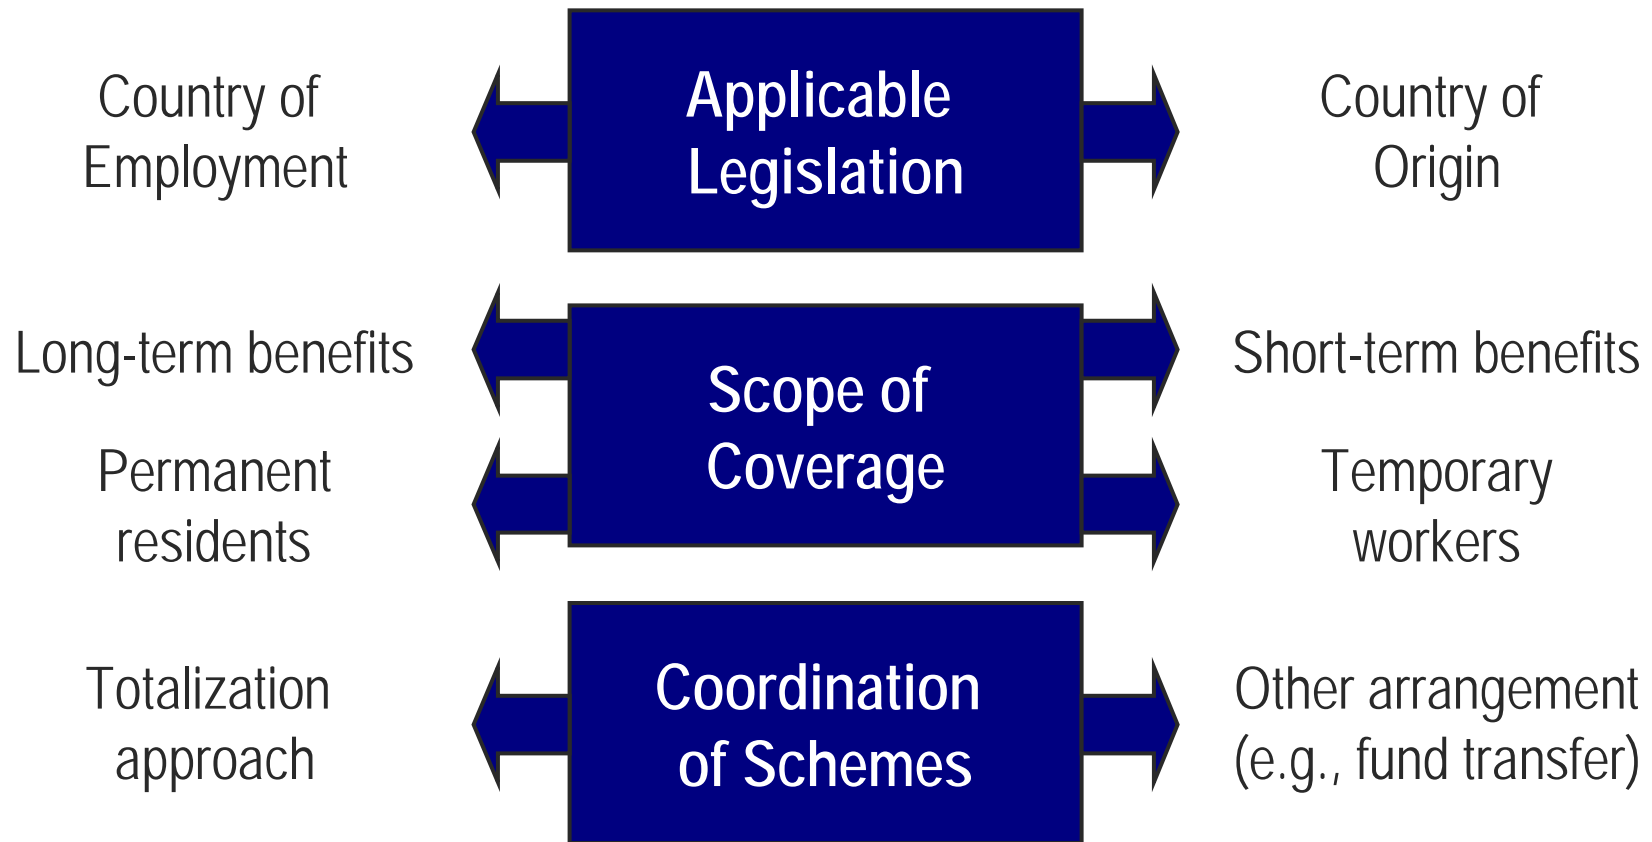 Country of
Employment
Applicable
Legislation
Country of
Origin
Long-term benefits
Permanent
residents
Scope of
Coverage
Short-term benefits
Temporary
workers
Totalization
approach
Coordination
of Schemes
Other arrangement
(e.g., fund transfer)